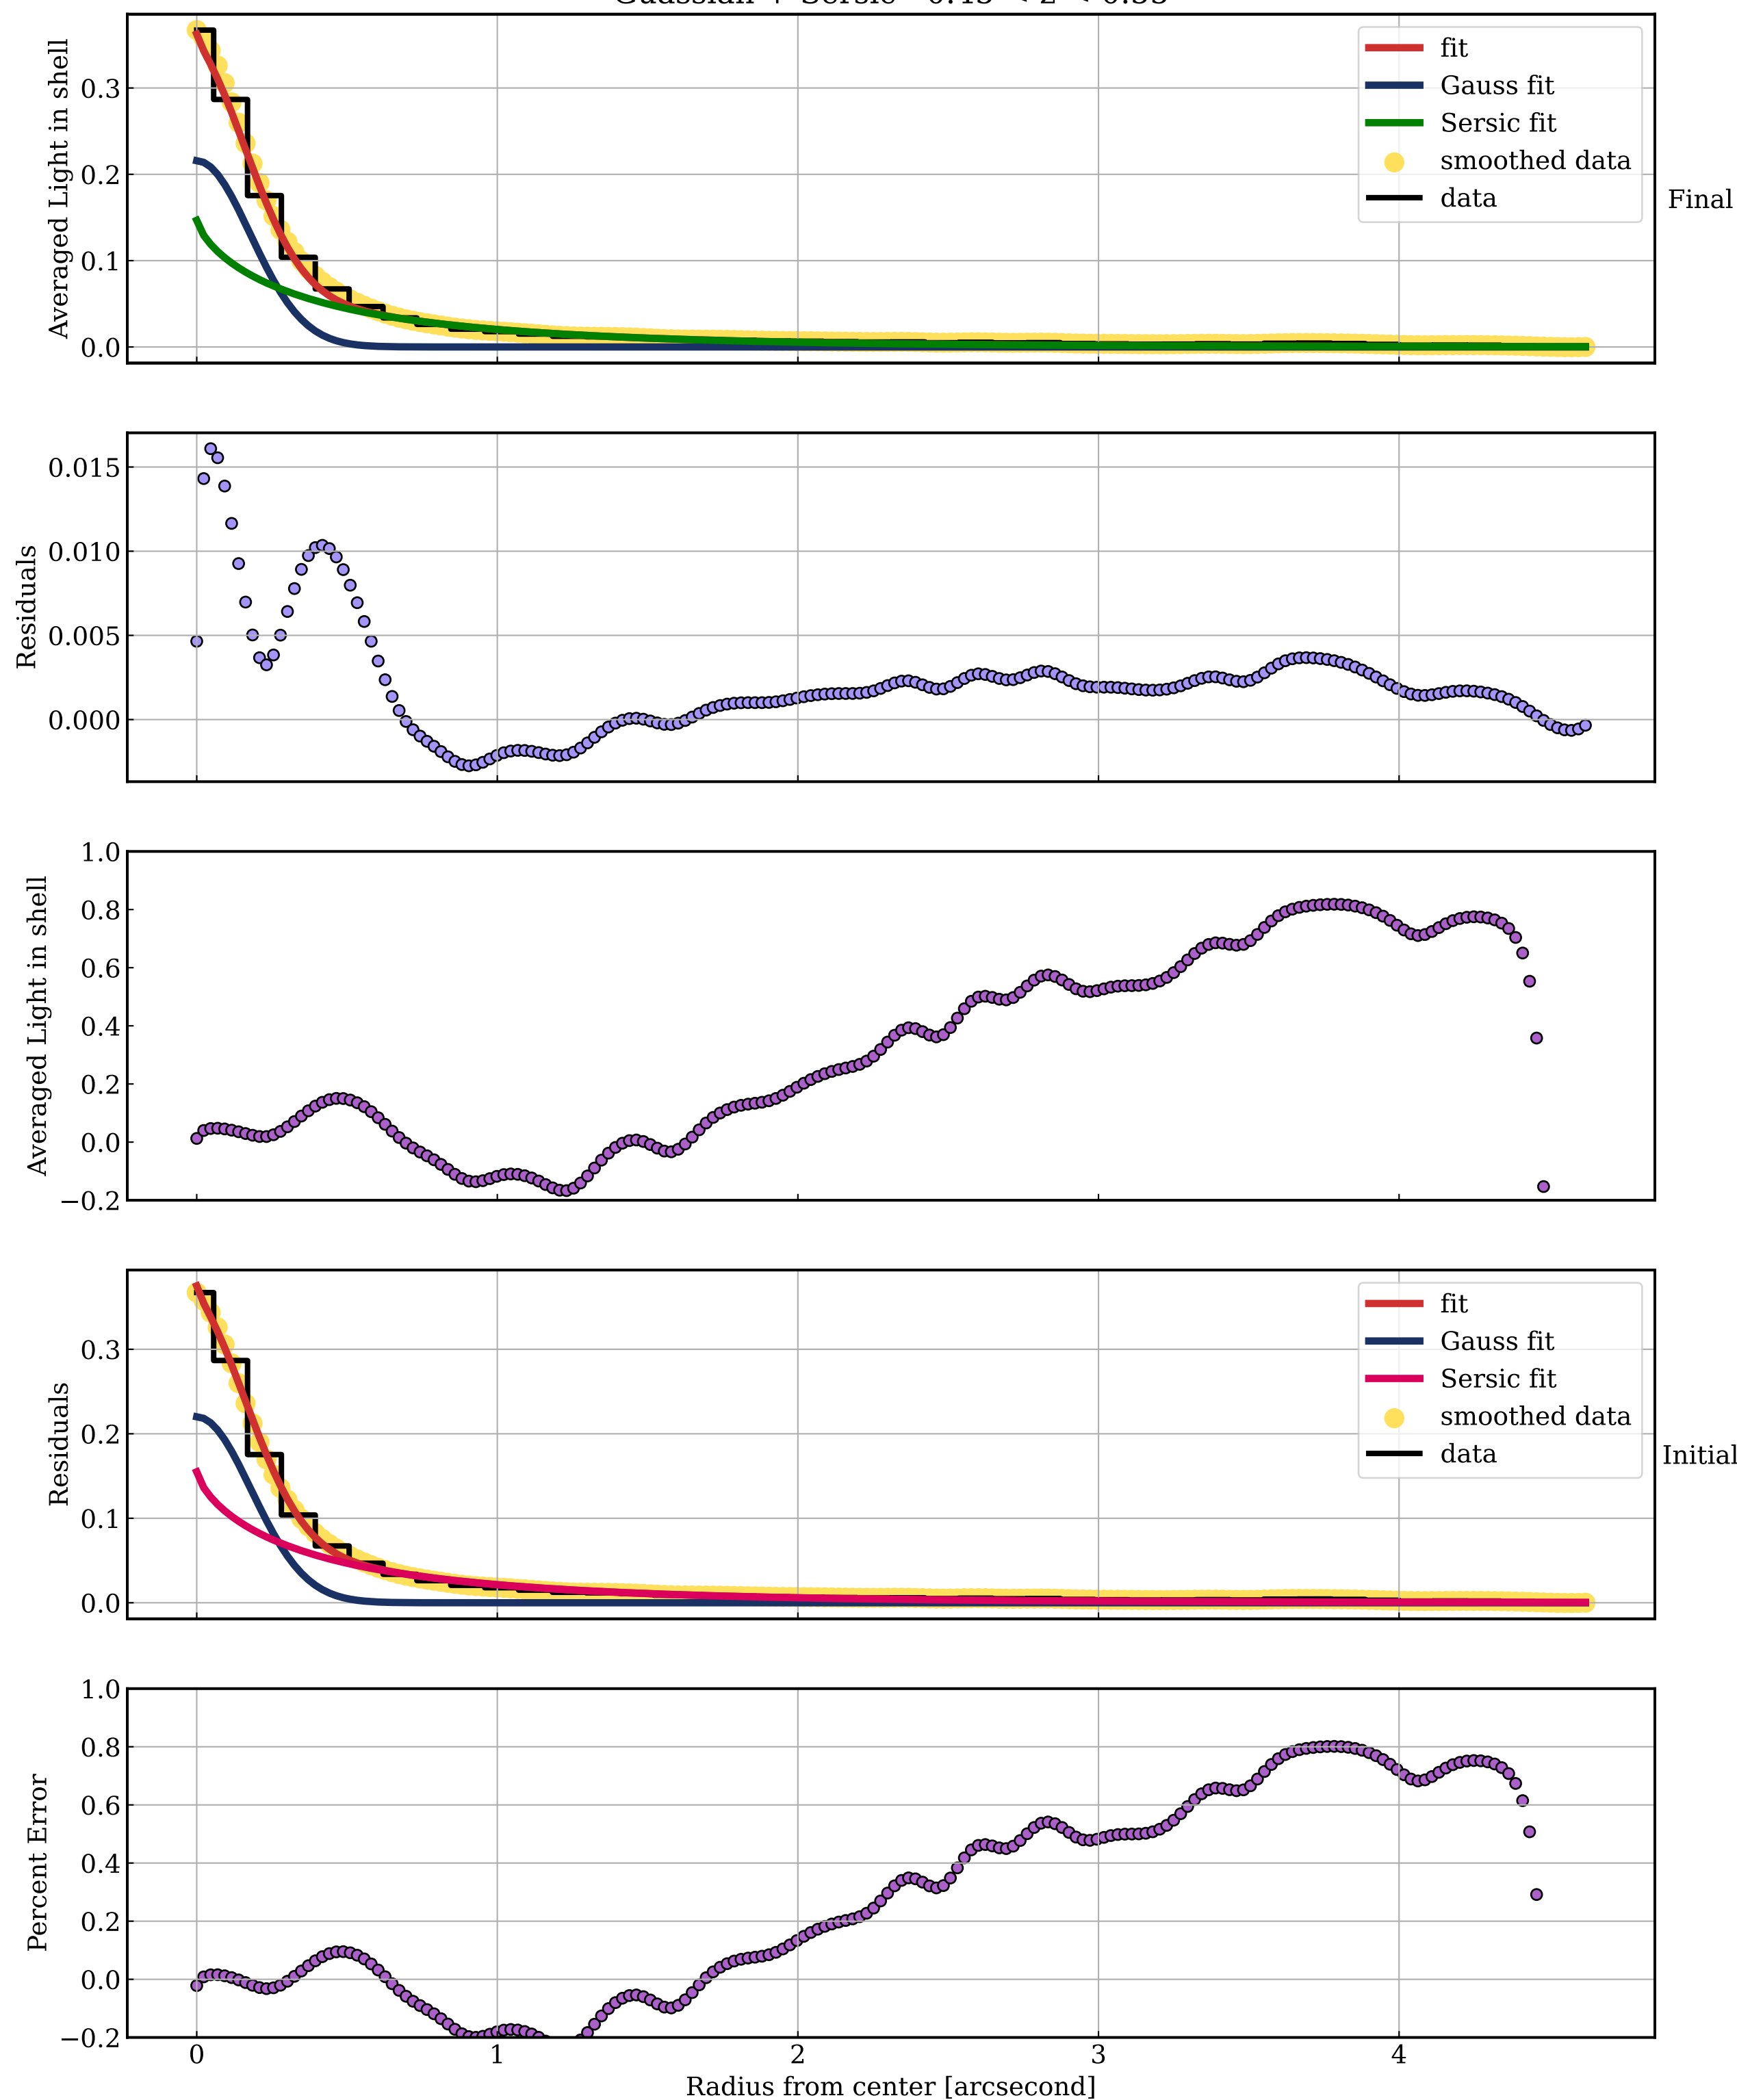 Averaged Light in shell
0.3
0.2
0.1
0.0
fit
Gauss fit
Sersic fit
smoothed data
data
Final
Residuals
0.015
0.010
0.005
0.000
Averaged Light in shell
1.0
0.8
0.6
0.4
0.2
0.0
−0.2
Residuals
0.3
0.2
0.1
0.0
fit
Gauss fit
Sersic fit
smoothed data
data
Initial
Percent Error
1.0
0.8
0.6
0.4
0.2
0.0
−0.2
0 1 2 3 4
Radius from center [arcsecond]